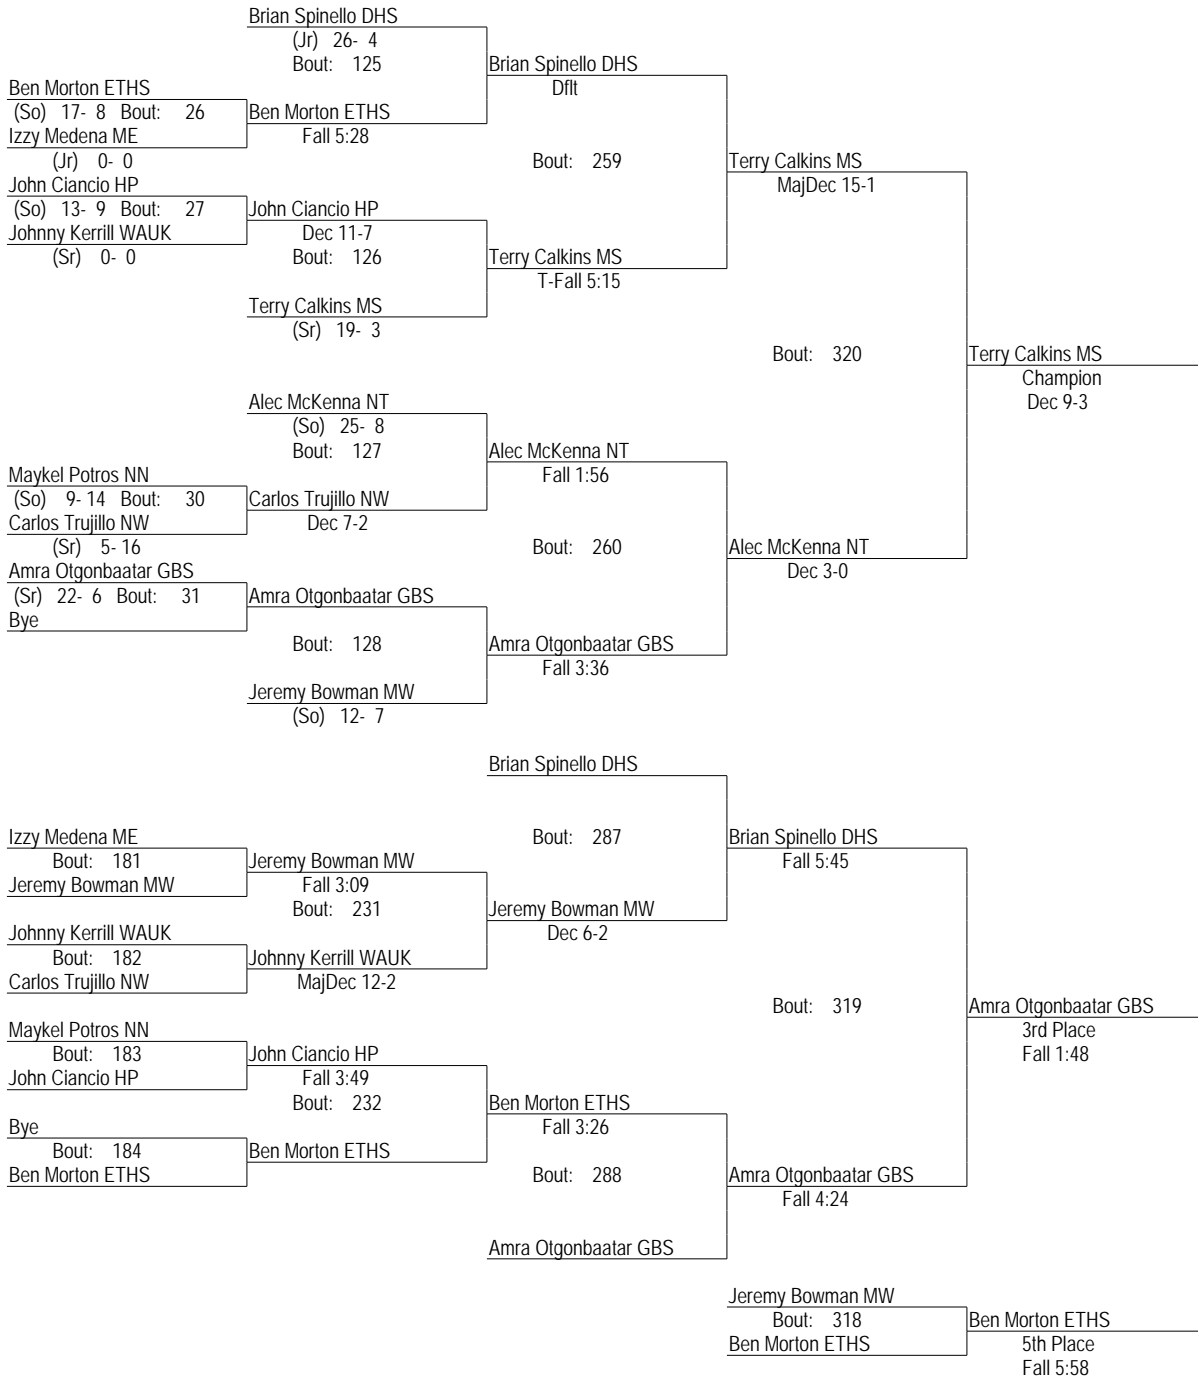 Brian Spinello DHS
(Jr) 26- 4
Bout: 125
Brian Spinello DHS
Dflt
Ben Morton ETHS
(So) 17- 8 Bout: 26
Ben Morton ETHS
Izzy Medena ME
Fall 5:28
(Jr) 0- 0
Bout: 259
Terry Calkins MS
MajDec 15-1
John Ciancio HP
(So) 13- 9 Bout: 27
John Ciancio HP
Johnny Kerrill WAUK
Dec 11-7
(Sr) 0- 0
Bout: 126
Terry Calkins MS
T-Fall 5:15
Terry Calkins MS
(Sr) 19- 3
Bout: 320
Terry Calkins MS
Champion
Dec 9-3
Alec McKenna NT
(So) 25- 8
Bout: 127
Alec McKenna NT
Fall 1:56
Maykel Potros NN
(So) 9- 14 Bout: 30
Carlos Trujillo NW
Carlos Trujillo NW
Dec 7-2
(Sr) 5- 16
Bout: 260
Alec McKenna NT
Dec 3-0
Amra Otgonbaatar GBS
(Sr) 22- 6 Bout: 31
Amra Otgonbaatar GBS
Bye
Bout: 128
Amra Otgonbaatar GBS
Fall 3:36
Jeremy Bowman MW
(So) 12- 7
Brian Spinello DHS
Bout: 287
Brian Spinello DHS
Fall 5:45
Izzy Medena ME
Bout: 181
Jeremy Bowman MW
Jeremy Bowman MW
Fall 3:09
Bout: 231
Jeremy Bowman MW
Dec 6-2
Johnny Kerrill WAUK
Bout: 182
Johnny Kerrill WAUK
Carlos Trujillo NW
MajDec 12-2
Bout: 319
Amra Otgonbaatar GBS
3rd Place
Fall 1:48
Maykel Potros NN
Bout: 183
John Ciancio HP
John Ciancio HP
Fall 3:49
Bout: 232
Ben Morton ETHS
Fall 3:26
Bye
Bout: 184
Ben Morton ETHS
Ben Morton ETHS
Bout: 288
Amra Otgonbaatar GBS
Fall 4:24
Amra Otgonbaatar GBS
Jeremy Bowman MW
Bout: 318
Ben Morton ETHS
Ben Morton ETHS
5th Place
Fall 5:58